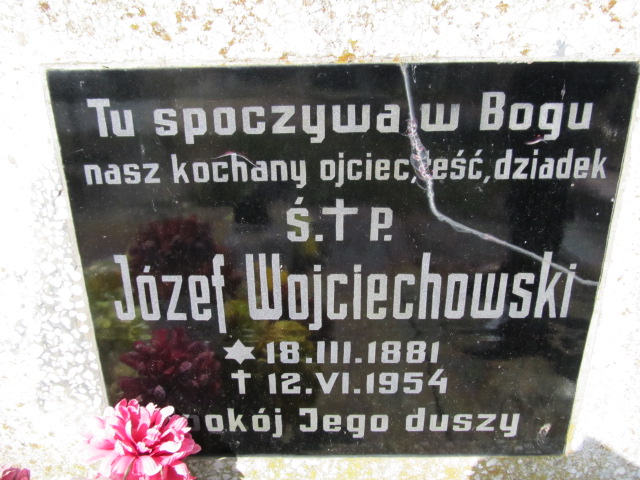 Tu spoczywa w Bogu
nasz kochany ojciec, teść, dziadek
Ś. † P.
Józef Wojciechowski
✶ 18.III.1881
† 12.VI.1954
pokój Jego duszy